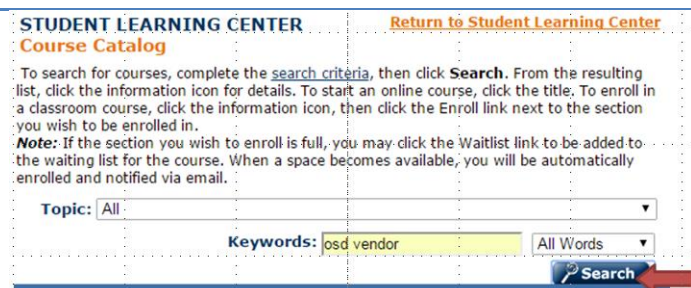 STUDENT LEARNING CENTER Return to Student Learning Center
Course Catalog
To search for courses, complete the search criteria, then click Search. From the resulting
list, click the information icon for details. To start an online course, click the title. To enroll in
a classroom course, click the information icon, then click the Enroll link next to the section
you wish to be enrolled in.
Note: If the section you wish to enroll is full, you may click the Waitlist link to be added to
the waiting list for the course. When a space becomes available, you will be automatically
enrolled and notified via email.
Topic: All
Keywords: osd vendor All Words
Search